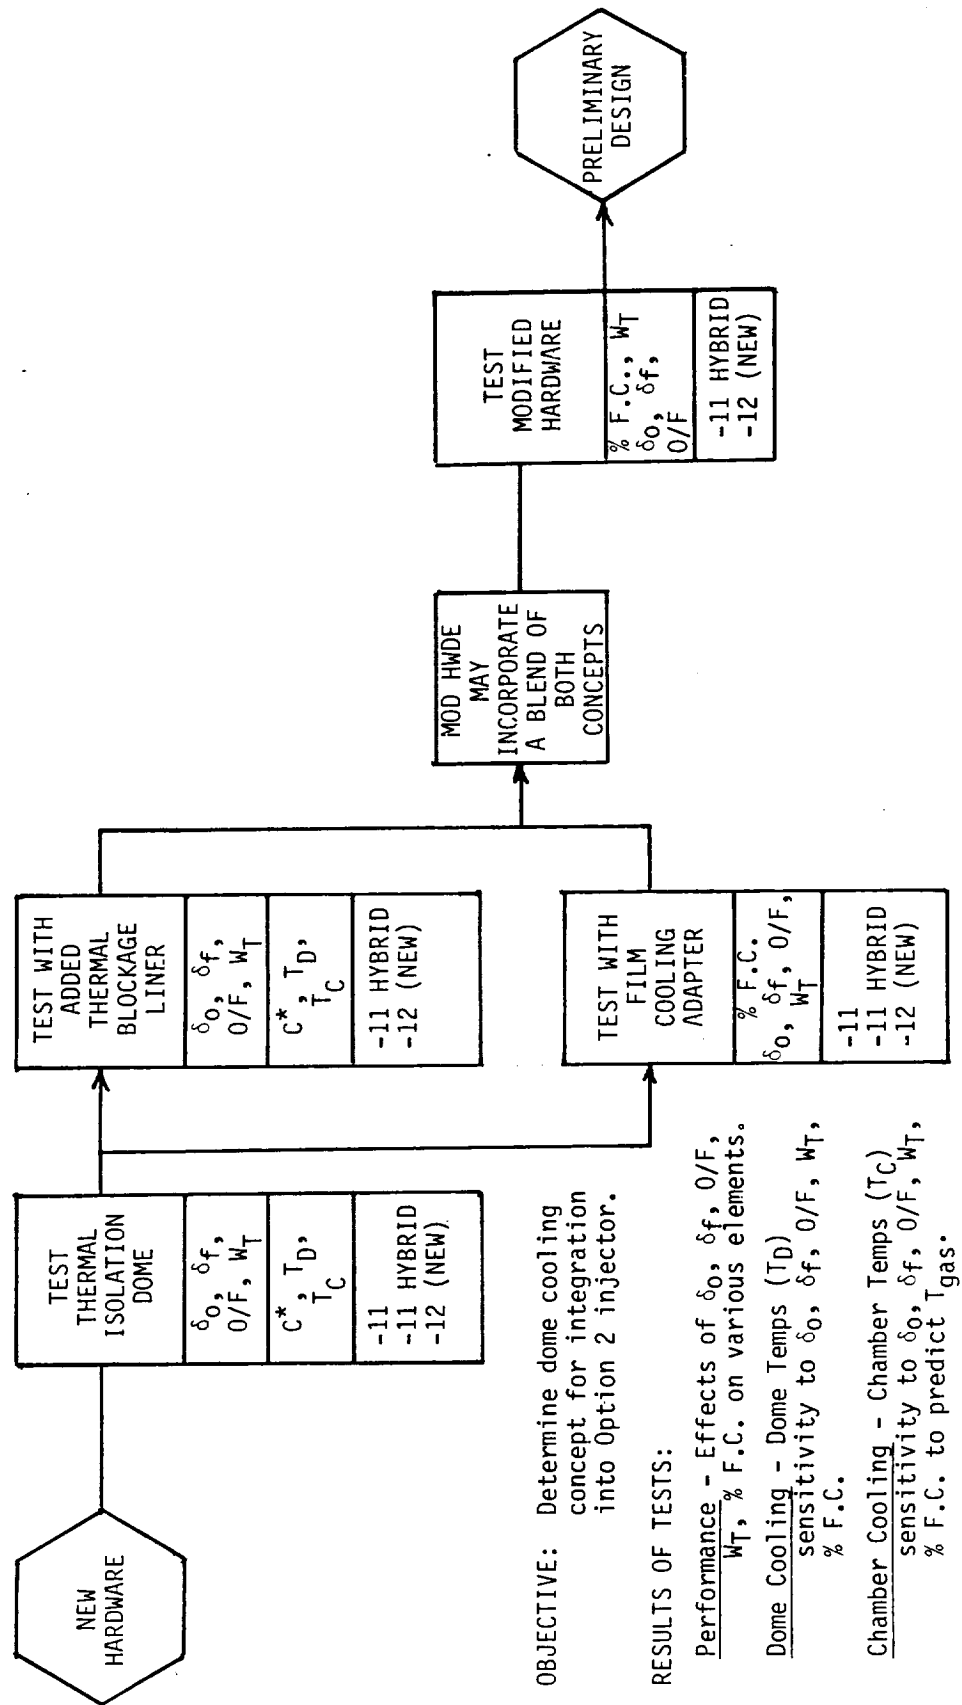 NEW
HARDWARE
TEST
THERMAL
ISOLATION
DOME
δo, δf,
O/F, WT
C*, TD,
TC
-11
-11 HYBRID
-12 (NEW)
TEST WITH
ADDED
THERMAL
BLOCKAGE
LINER
δo, δf,
O/F, WT
C*, TD,
TC
-11 HYBRID
-12 (NEW)
TEST WITH
FILM
COOLING
ADAPTER
% F.C.
δo, δf, O/F,
WT
-11
-11 HYBRID
-12 (NEW)
MOD HWDE
MAY
INCORPORATE
A BLEND OF
BOTH
CONCEPTS
TEST
MODIFIED
HARDWARE
% F.C., WT
δo, δf,
O/F
-11 HYBRID
-12 (NEW)
PRELIMINARY
DESIGN
OBJECTIVE: Determine dome cooling
concept for integration
into Option 2 injector.
RESULTS OF TESTS:
Performance - Effects of δo, δf, O/F,
WT, % F.C. on various elements.
Dome Cooling - Dome Temps (TD)
sensitivity to δo, δf, O/F, WT,
% F.C.
Chamber Cooling - Chamber Temps (TC)
sensitivity to δo, δf, O/F, WT,
% F.C. to predict Tgas.